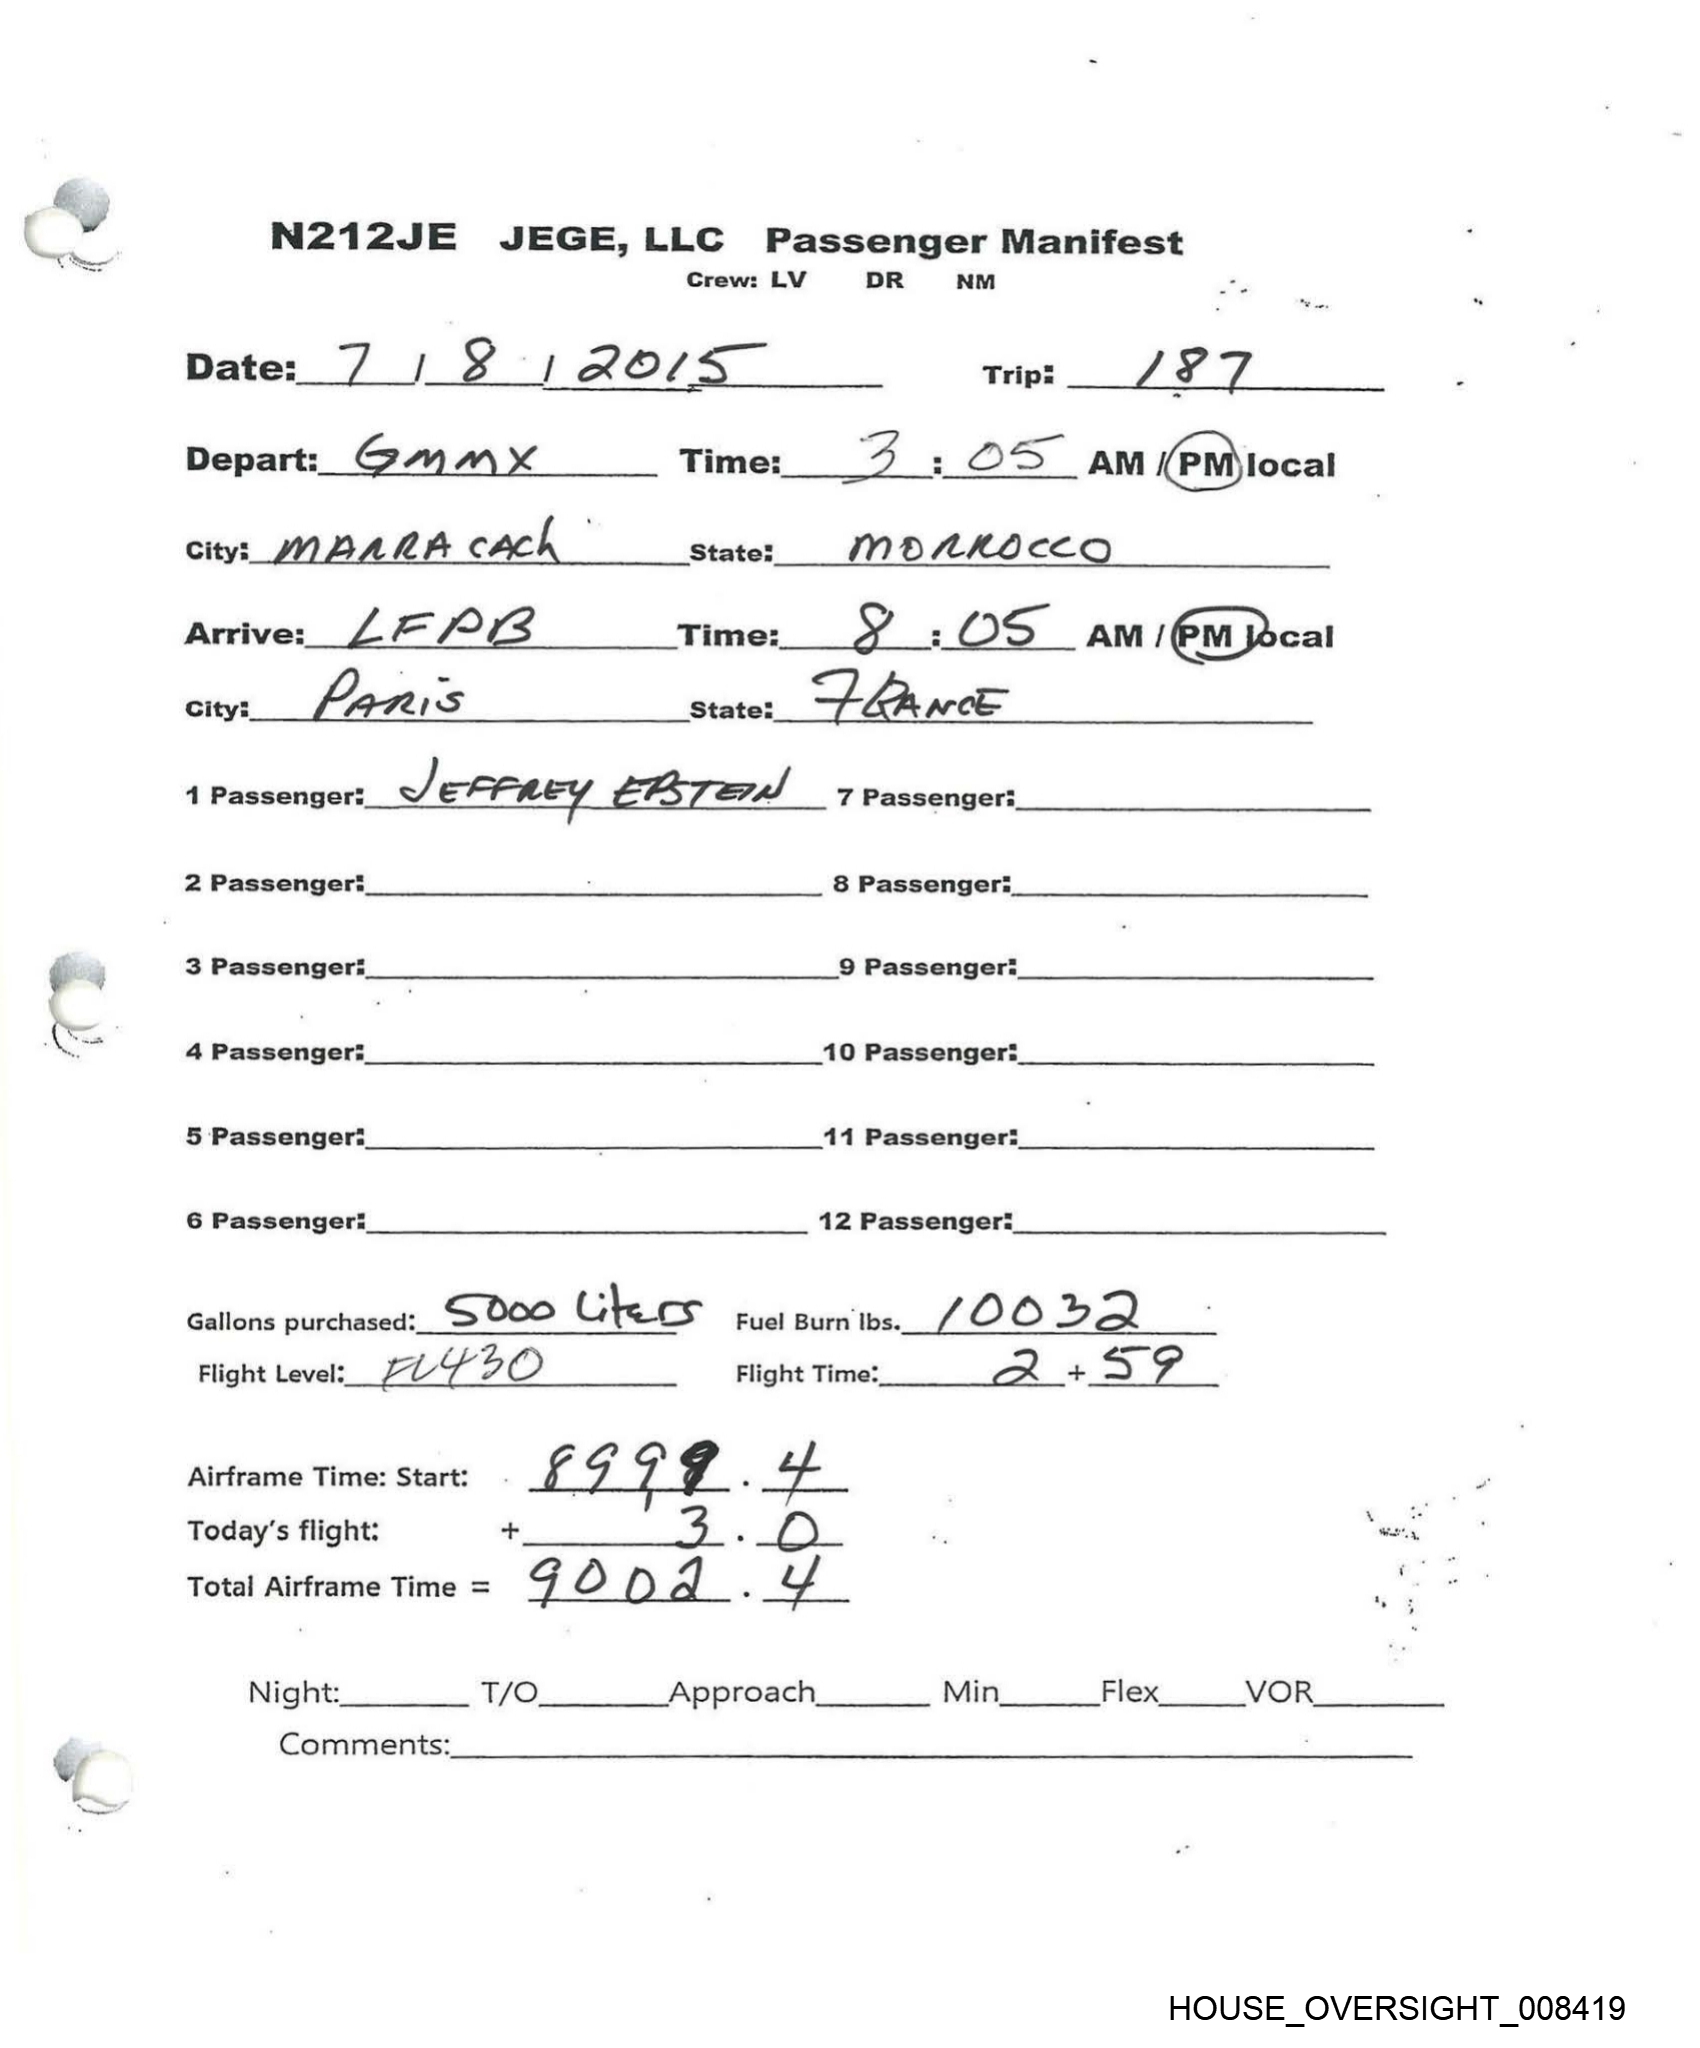 N212JE JEGE, LLC Passenger Manifest
Crew: LV DR NM
Date: 7 / 8 / 2015 Trip: 187
Depart: GMMX Time: 3 : 05 AM / PM local
City: MARRACACh State: MORROCCO
Arrive: LFPB Time: 8 : 05 AM / PM local
City: PARIS State: FRANCE
1 Passenger: JEFFREY EPSTEIN 7 Passenger:
2 Passenger: 8 Passenger:
3 Passenger: 9 Passenger:
4 Passenger: 10 Passenger:
5 Passenger: 11 Passenger:
6 Passenger: 12 Passenger:
Gallons purchased: 5000 Liters Fuel Burn lbs. 10032
Flight Level: FL430 Flight Time: 2 + 59
Airframe Time: Start: 8999 . 4
Today's flight: + 3 . 0
Total Airframe Time = 9002 . 4
Night: T/O Approach Min Flex VOR
Comments:
HOUSE_OVERSIGHT_008419